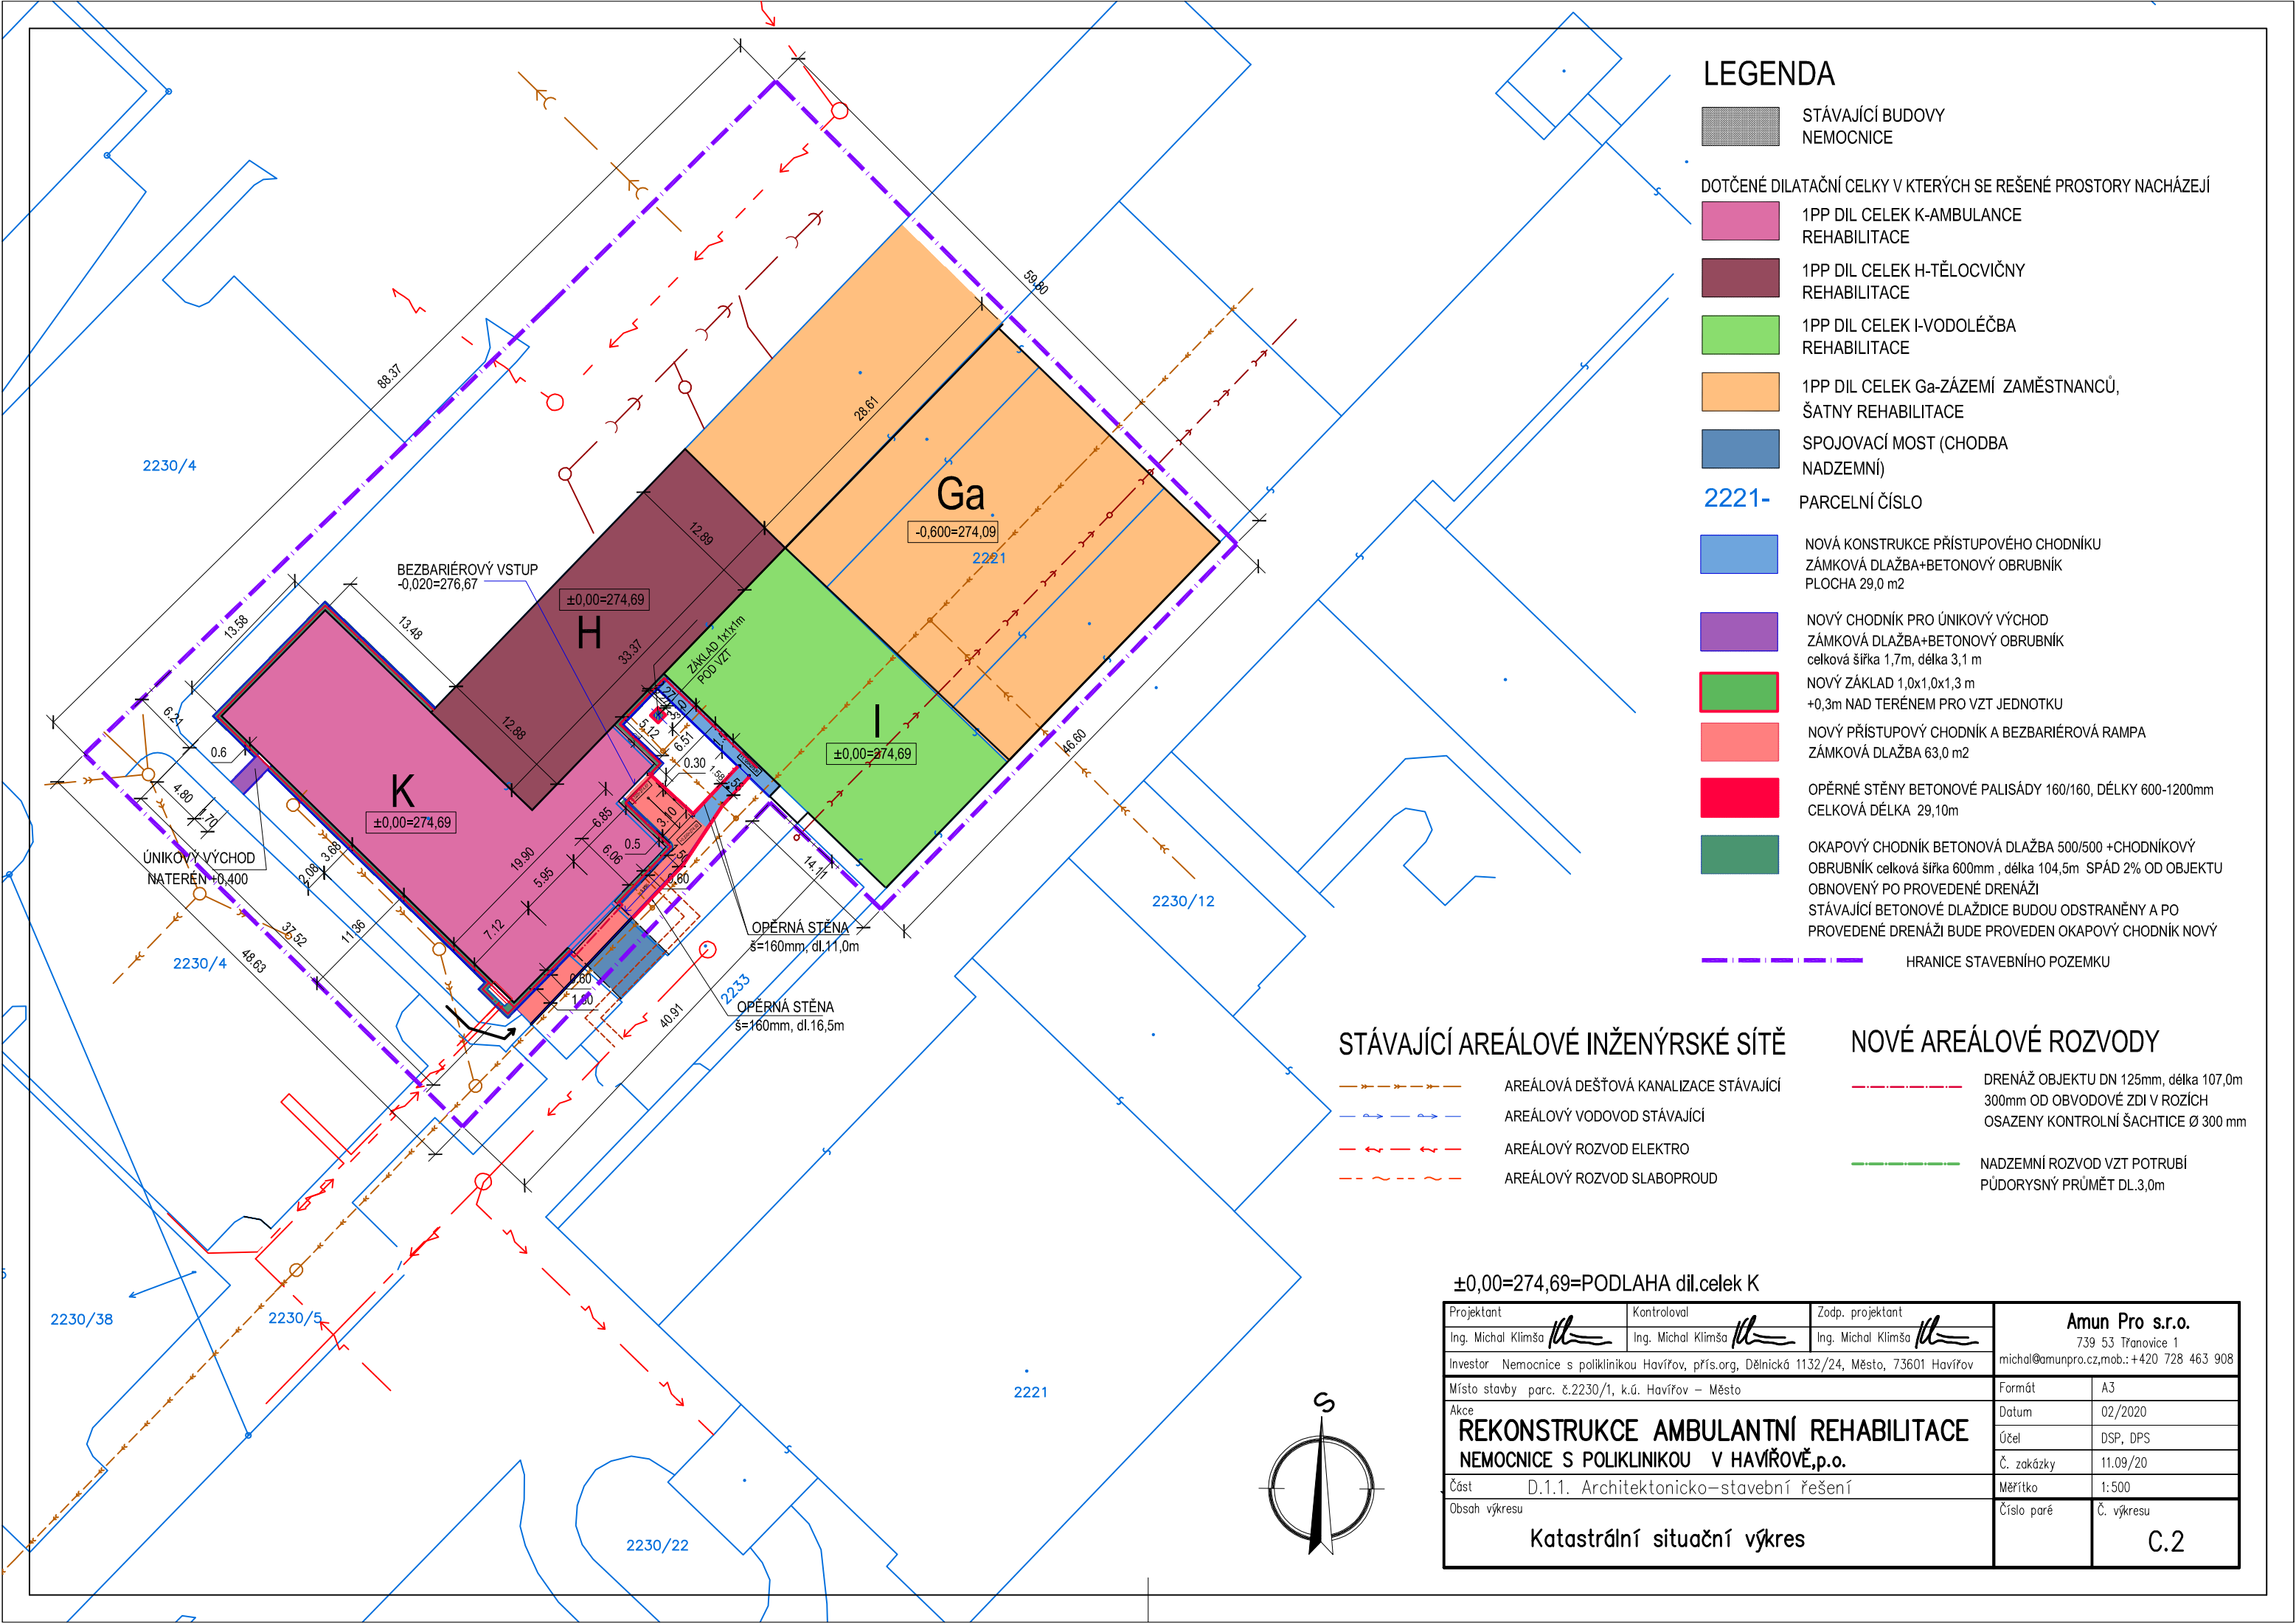 LEGENDA
STÁVAJÍCÍ BUDOVY
NEMOCNICE
DOTČENÉ DILATAČNÍ CELKY V KTERÝCH SE REŠENÉ PROSTORY NACHÁZEJÍ
1PP DIL CELEK K-AMBULANCE
REHABILITACE
1PP DIL CELEK H-TĚLOCVIČNY
REHABILITACE
1PP DIL CELEK I-VODOLÉČBA
REHABILITACE
1PP DIL CELEK Ga-ZÁZEMÍ ZAMĚSTNANCŮ,
ŠATNY REHABILITACE
SPOJOVACÍ MOST (CHODBA
NADZEMNÍ)
2221- PARCELNÍ ČÍSLO
NOVÁ KONSTRUKCE PŘÍSTUPOVÉHO CHODNÍKU
ZÁMKOVÁ DLAŽBA+BETONOVÝ OBRUBNÍK
PLOCHA 29,0 m2
NOVÝ CHODNÍK PRO ÚNIKOVÝ VÝCHOD
ZÁMKOVÁ DLAŽBA+BETONOVÝ OBRUBNÍK
celková šířka 1,7m, délka 3,1 m
NOVÝ ZÁKLAD 1,0x1,0x1,3 m
+0,3m NAD TERÉNEM PRO VZT JEDNOTKU
NOVÝ PŘÍSTUPOVÝ CHODNÍK A BEZBARIÉROVÁ RAMPA
ZÁMKOVÁ DLAŽBA 63,0 m2
OPĚRNÉ STĚNY BETONOVÉ PALISÁDY 160/160, DÉLKY 600-1200mm
CELKOVÁ DÉLKA 29,10m
OKAPOVÝ CHODNÍK BETONOVÁ DLAŽBA 500/500 +CHODNÍKOVÝ
OBRUBNÍK celková šířka 600mm , délka 104,5m SPÁD 2% OD OBJEKTU
OBNOVENÝ PO PROVEDENÉ DRENÁŽI
STÁVAJÍCÍ BETONOVÉ DLAŽDICE BUDOU ODSTRANĚNY A PO
PROVEDENÉ DRENÁŽI BUDE PROVEDEN OKAPOVÝ CHODNÍK NOVÝ
HRANICE STAVEBNÍHO POZEMKU
STÁVAJÍCÍ AREÁLOVÉ INŽENÝRSKÉ SÍTĚ
AREÁLOVÁ DEŠŤOVÁ KANALIZACE STÁVAJÍCÍ
AREÁLOVÝ VODOVOD STÁVAJÍCÍ
AREÁLOVÝ ROZVOD ELEKTRO
AREÁLOVÝ ROZVOD SLABOPROUD
NOVÉ AREÁLOVÉ ROZVODY
DRENÁŽ OBJEKTU DN 125mm, délka 107,0m
300mm OD OBVODOVÉ ZDI V ROZÍCH
OSAZENY KONTROLNÍ ŠACHTICE Ø 300 mm
NADZEMNÍ ROZVOD VZT POTRUBÍ
PŮDORYSNÝ PRŮMĚT DL.3,0m
59.80
88.37
28.61
2230/4
Ga
-0,600=274,09
2221
12.89
BEZBARIÉROVÝ VSTUP
-0,020=276,67
±0,00=274,69
H
13.58
13.48
33.37
ZÁKLAD 1x1x1m
POD VZT
12.88
6.21
0.6
5.12
6.51
0.30
I
±0,00=274,69
46.60
K
±0,00=274,69
4.80
1.70
3.10
6.85
0.5
6.06
19.90
5.95
ÚNIKOVÝ VÝCHOD
NATERÉN +0,400
2.08
3.68
0.60
14.11
2230/12
7.12
11.36
37.52
48.63
2230/4
OPĚRNÁ STĚNA
š=160mm, dl.11,0m
0.60
1.50
2233
40.91
OPĚRNÁ STĚNA
š=160mm, dl.16,5m
2230/38
2230/5
2221
2230/22
S
±0,00=274,69=PODLAHA dil.celek K
Projektant
Kontroloval
Zodp. projektant
Ing. Michal Klimša
Ing. Michal Klimša
Ing. Michal Klimša
Amun Pro s.r.o.
739 53 Třanovice 1
michal@amunpro.cz,mob.:+420 728 463 908
Investor Nemocnice s poliklinikou Havířov, přís.org, Dělnická 1132/24, Město, 73601 Havířov
Místo stavby parc. č.2230/1, k.ú. Havířov – Město
Formát A3
Datum 02/2020
Účel DSP, DPS
Č. zakázky 11.09/20
Měřítko 1:500
Akce
REKONSTRUKCE AMBULANTNÍ REHABILITACE
NEMOCNICE S POLIKLINIKOU V HAVÍŘOVĚ,p.o.
Část D.1.1. Architektonicko–stavební řešení
Obsah výkresu
Katastrální situační výkres
Číslo paré
Č. výkresu
C.2